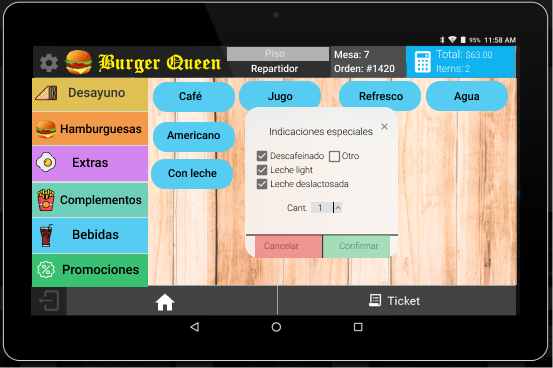 95% 11:58 AM
Burger Queen
Piso
Repartidor
Mesa: 7
Orden: #1420
Total: $63.00
Items: 2
Desayuno
Hamburguesas
Extras
Complementos
Bebidas
Promociones
Café
Jugo
Refresco
Agua
Americano
Con leche
Indicaciones especiales
×
Descafeinado Otro
Leche light
Leche deslactosada
Cant. 1
Cancelar
Confirmar
Ticket